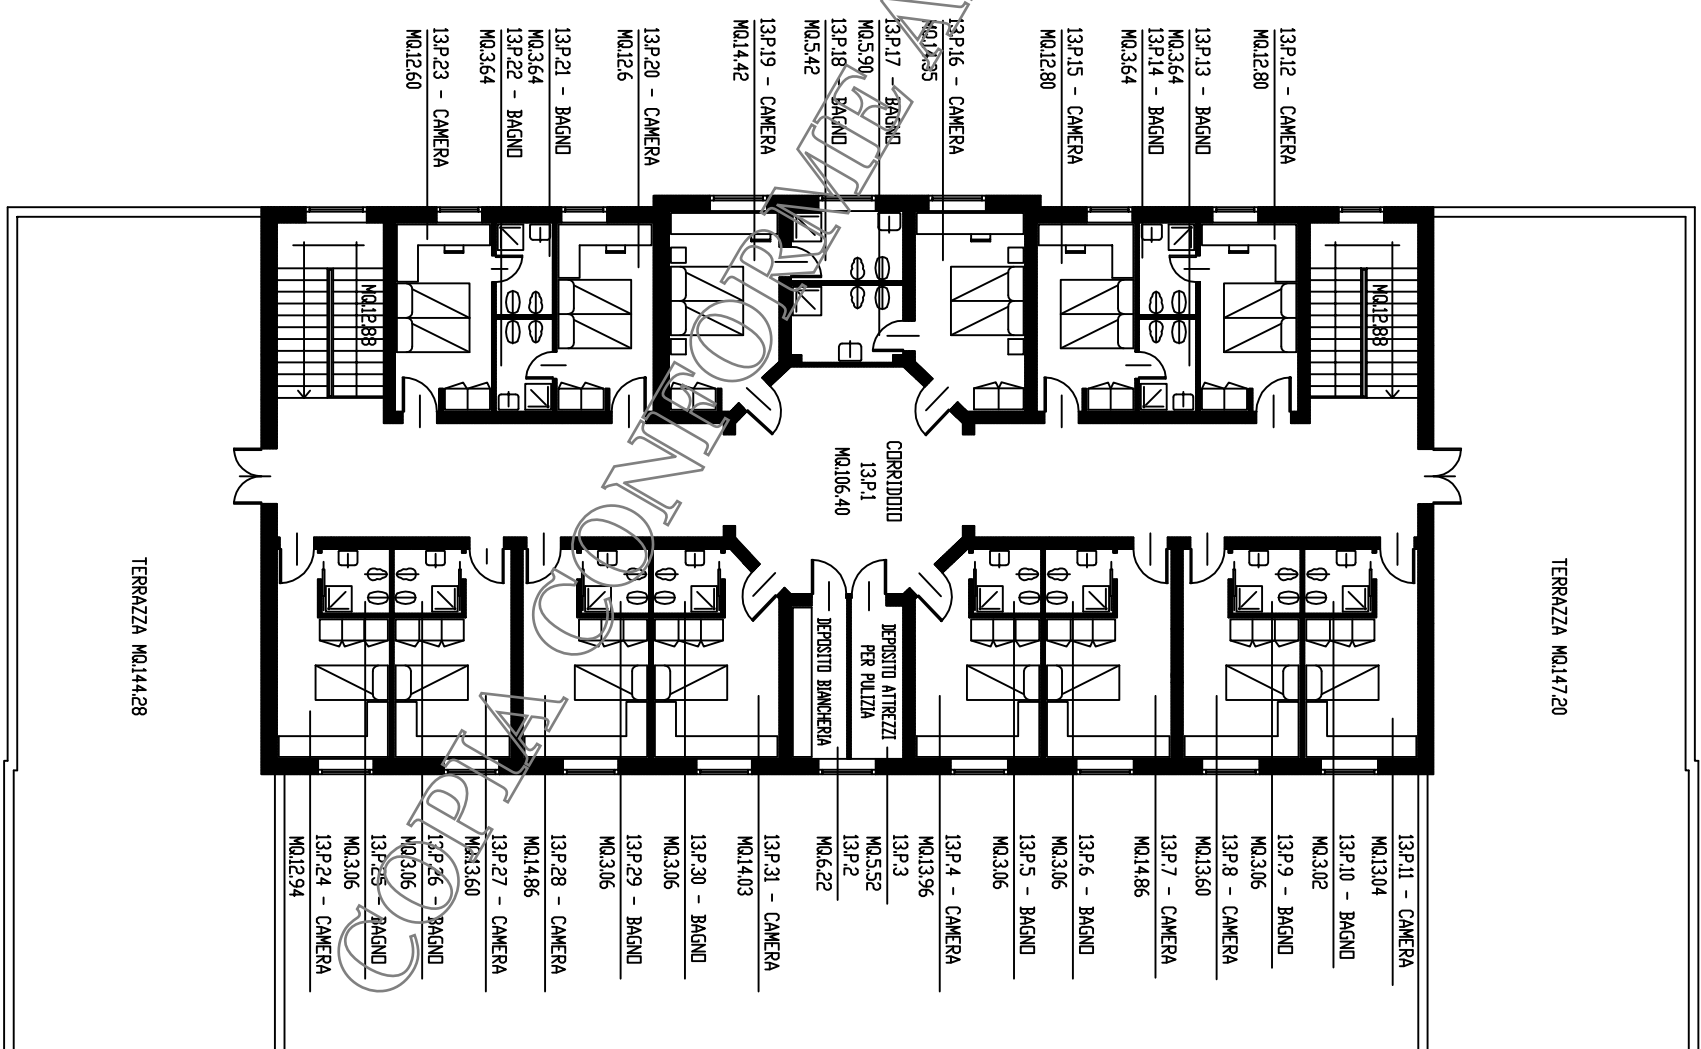 13.P.23 - CAMERA
MQ.12.60
13.P.22 - BAGNO
MQ.3.64
13.P.21 - BAGNO
MQ.3.64
13.P.20 - CAMERA
MQ.12.6
13.P.19 - CAMERA
MQ.14.42
13.P.18 - BAGNO
MQ.5.42
13.P.17 - BAGNO
MQ.5.90
13.P.16 - CAMERA
13.P.15 - CAMERA
MQ.12.80
13.P.14 - BAGNO
MQ.3.64
13.P.13 - BAGNO
MQ.3.64
13.P.12 - CAMERA
MQ.12.80
MQ.1P.88
MQ.1P.88
CORRIDOIO
13.P.1
MQ.106.40
TERRAZZA MQ.144.28
TERRAZZA MQ.147.20
DEPOSITO BIANCHERIA
DEPOSITO ATTREZZI
PER PULIZIA
13.P.24 - CAMERA
MQ.12.94
13.P.25 - BAGNO
MQ.3.06
13.P.26 - BAGNO
MQ.3.06
13.P.27 - CAMERA
MQ.13.60
13.P.28 - CAMERA
MQ.14.86
13.P.29 - BAGNO
MQ.3.06
13.P.30 - BAGNO
MQ.3.06
13.P.31 - CAMERA
MQ.14.03
13.P.2
MQ.6.22
13.P.3
MQ.5.52
13.P.4 - CAMERA
MQ.13.96
13.P.5 - BAGNO
MQ.3.06
13.P.6 - BAGNO
MQ.3.06
13.P.7 - CAMERA
MQ.14.86
13.P.8 - CAMERA
MQ.13.60
13.P.9 - BAGNO
MQ.3.06
13.P.10 - BAGNO
MQ.3.02
13.P.11 - CAMERA
MQ.13.04
COPIA CONFORME A